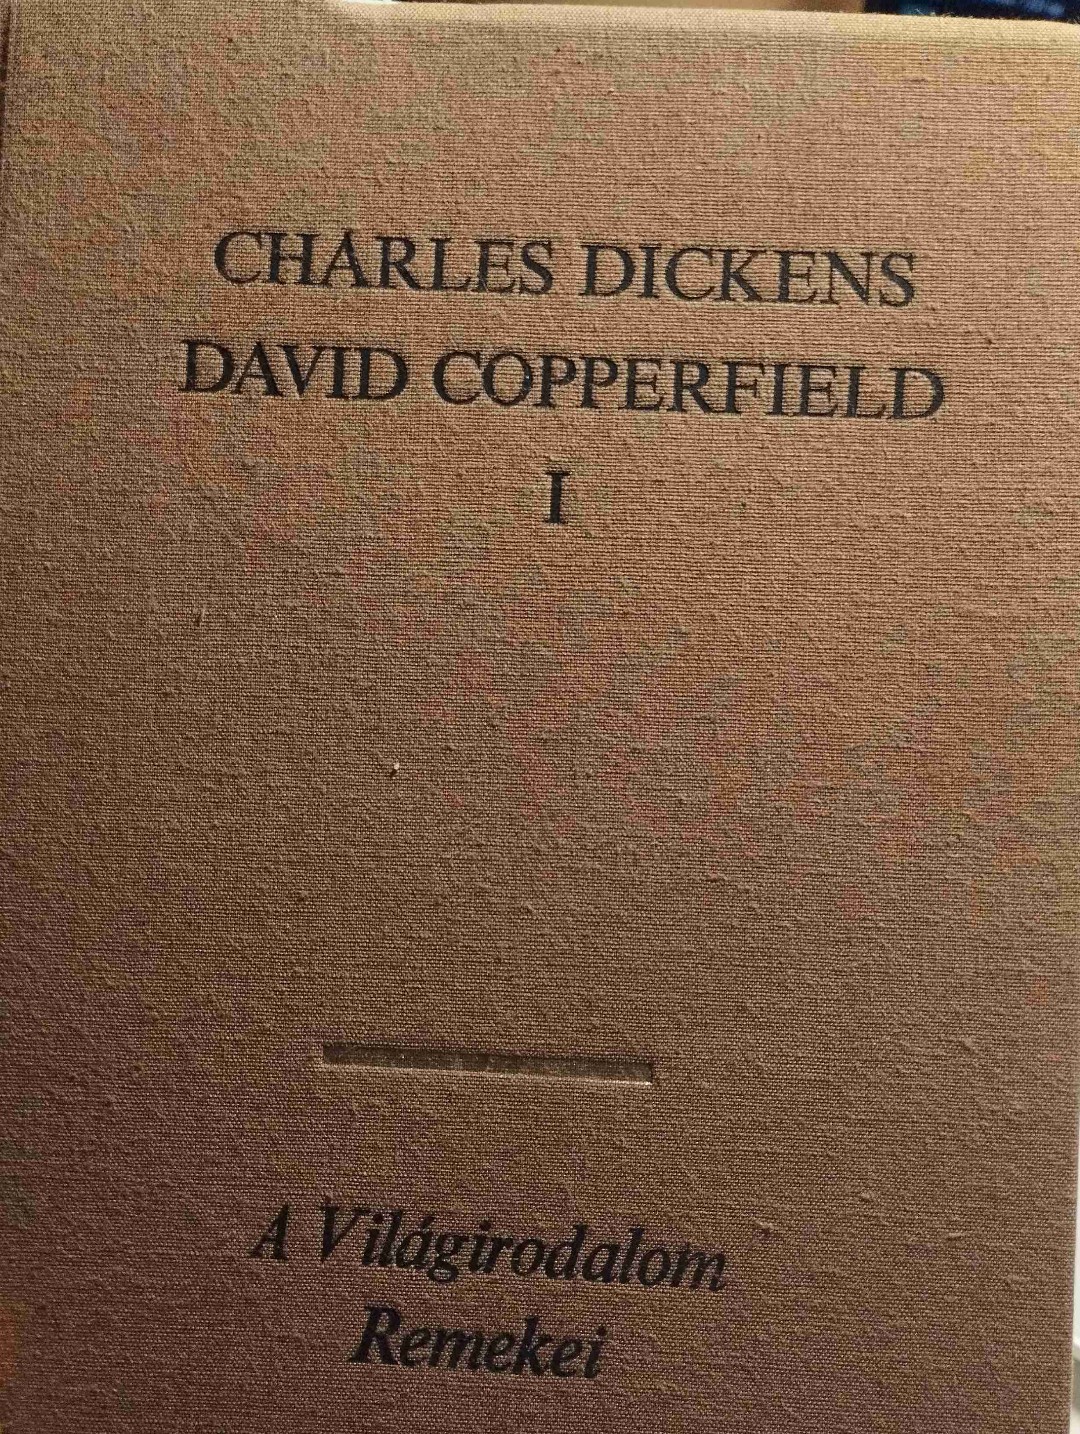 CHARLES DICKENS
DAVID COPPERFIELD
I
A Világirodalom
Remekei